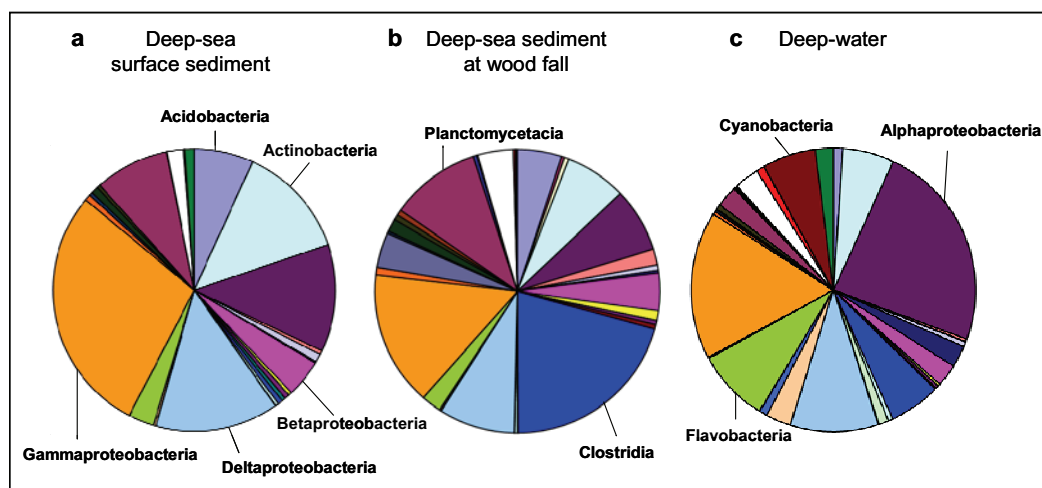 a Deep-sea
surface sediment
b Deep-sea sediment
at wood fall
c Deep-water
Acidobacteria
Actinobacteria
Betaproteobacteria
Deltaproteobacteria
Gammaproteobacteria
Planctomycetacia
Clostridia
Cyanobacteria
Alphaproteobacteria
Flavobacteria